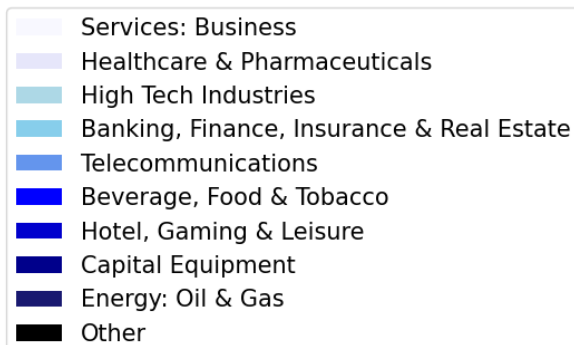 Services: Business
Healthcare & Pharmaceuticals
High Tech Industries
Banking, Finance, Insurance & Real Estate
Telecommunications
Beverage, Food & Tobacco
Hotel, Gaming & Leisure
Capital Equipment
Energy: Oil & Gas
Other